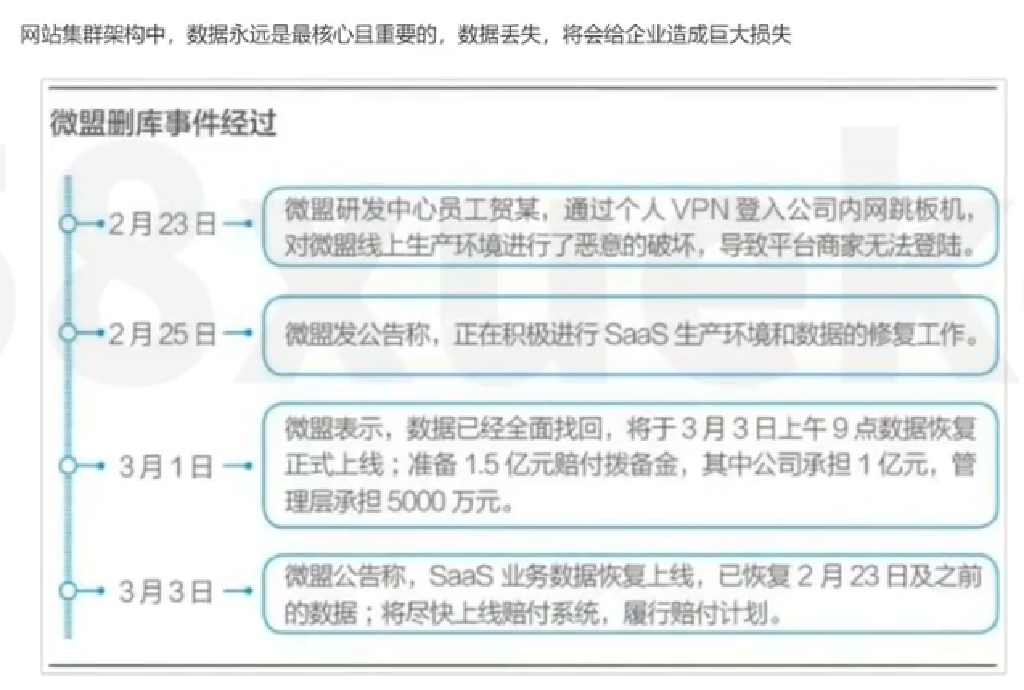 网站集群架构中，数据永远是最核心且重要的，数据丢失，将会给企业造成巨大损失
微盟删库事件经过
2月23日
微盟研发中心员工贺某，通过个人 VPN 登入公司内网跳板机，
对微盟线上生产环境进行了恶意的破坏，导致平台商家无法登陆。
2月25日
微盟发公告称，正在积极进行 SaaS 生产环境和数据的修复工作。
3月1日
微盟表示，数据已经全面找回，将于 3 月 3 日上午 9 点数据恢复
正式上线；准备 1.5 亿元赔付拨备金，其中公司承担 1 亿元，管
理层承担 5000 万元。
3月3日
微盟公告称，SaaS 业务数据恢复上线，已恢复 2 月 23 日及之前
的数据；将尽快上线赔付系统，履行赔付计划。